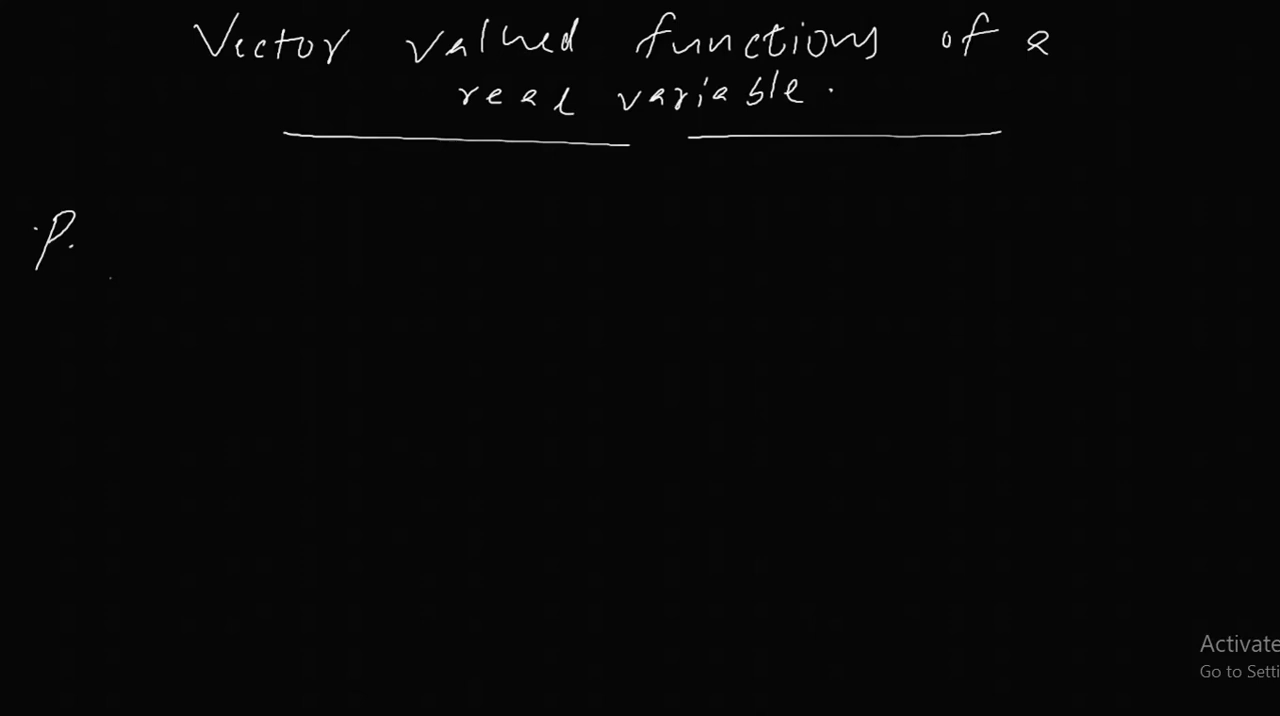 Vector valued functions of a
real variable.
P.
Activate
Go to Setti